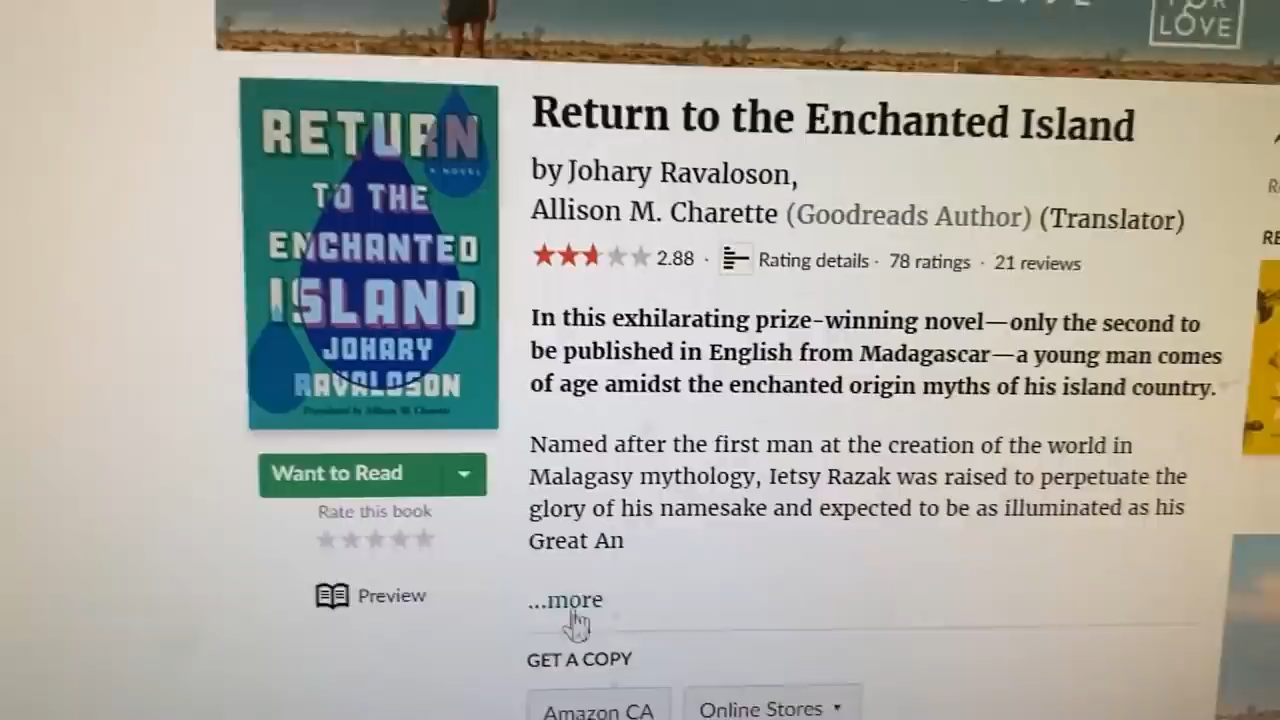 FOR
LOVE
RETURN
A NOVEL
TO THE
ENCHANTED
ISLAND
JOHARY
RAVALOSON
Translated by Allison M. Charette
Return to the Enchanted Island
by Johary Ravaloson,
Allison M. Charette (Goodreads Author) (Translator)
2.88 · Rating details · 78 ratings · 21 reviews
In this exhilarating prize-winning novel—only the second to
be published in English from Madagascar—a young man comes
of age amidst the enchanted origin myths of his island country.
Named after the first man at the creation of the world in
Malagasy mythology, Ietsy Razak was raised to perpetuate the
glory of his namesake and expected to be as illuminated as his
Great An
...more
Want to Read
Rate this book
Preview
GET A COPY
Amazon CA
Online Stores
RE